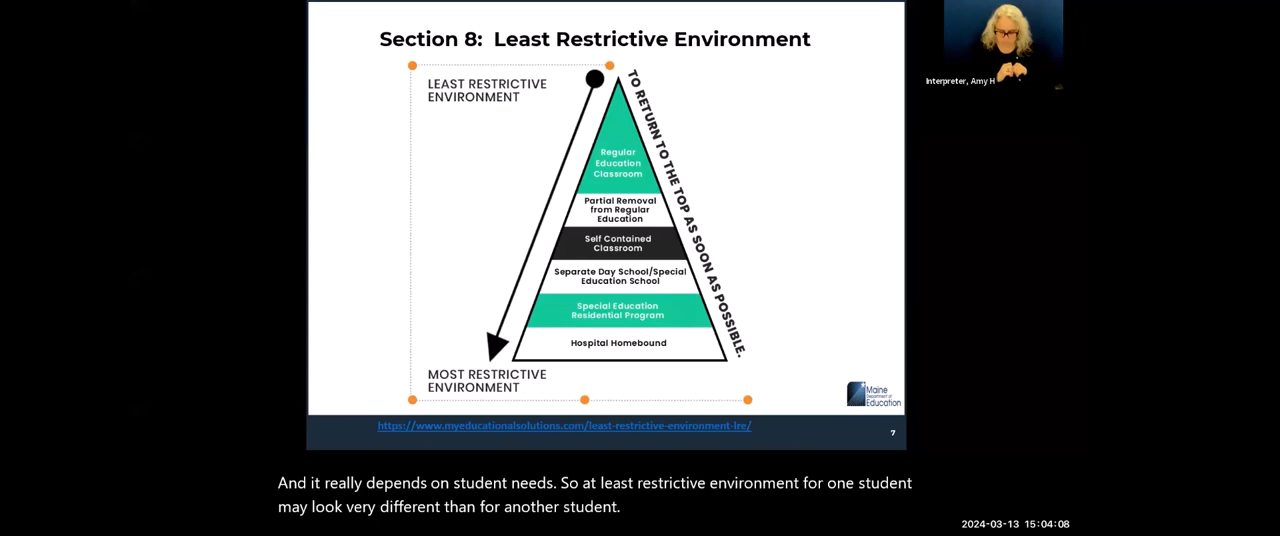 Section 8:  Least Restrictive Environment
LEAST RESTRICTIVE
ENVIRONMENT
TO RETURN TO THE TOP AS SOON AS POSSIBLE.
Regular
Education
Classroom
Partial Removal
from Regular
Education
Self Contained
Classroom
Separate Day School/Special
Education School
Special Education
Residential Program
Hospital Homebound
MOST RESTRICTIVE
ENVIRONMENT
Maine
Department of
Education
https://www.myeducationalsolutions.com/least-restrictive-environment-lre/
7
Interpreter, Amy H
And it really depends on student needs. So at least restrictive environment for one student
may look very different than for another student.
2024-03-13 15:04:08